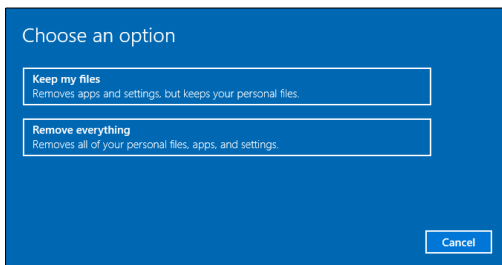 Choose an option
Keep my files
Removes apps and settings, but keeps your personal files.
Remove everything
Removes all of your personal files, apps, and settings.
Cancel